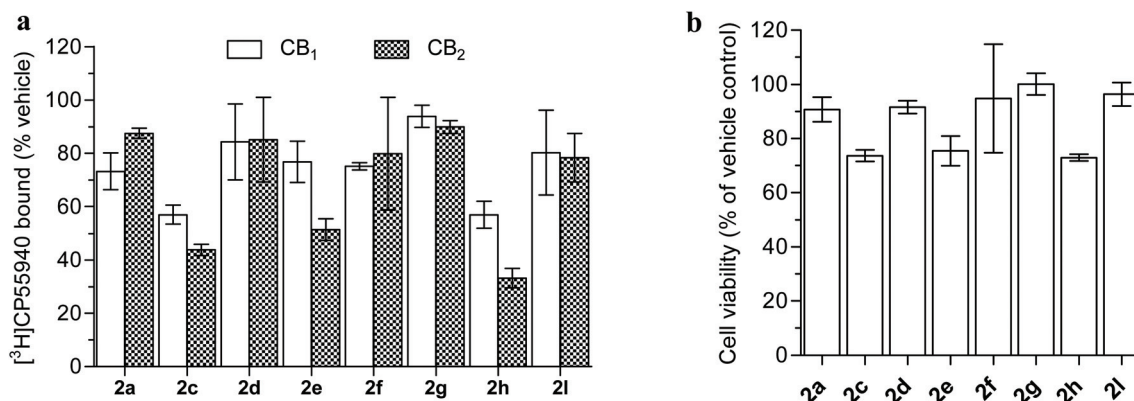 a
[³H]CP55940 bound (% vehicle)
CB₁
CB₂
120
100
80
60
40
20
0
2a 2c 2d 2e 2f 2g 2h 2l
b
Cell viability (% of vehicle control)
120
100
80
60
40
20
0
2a 2c 2d 2e 2f 2g 2h 2l